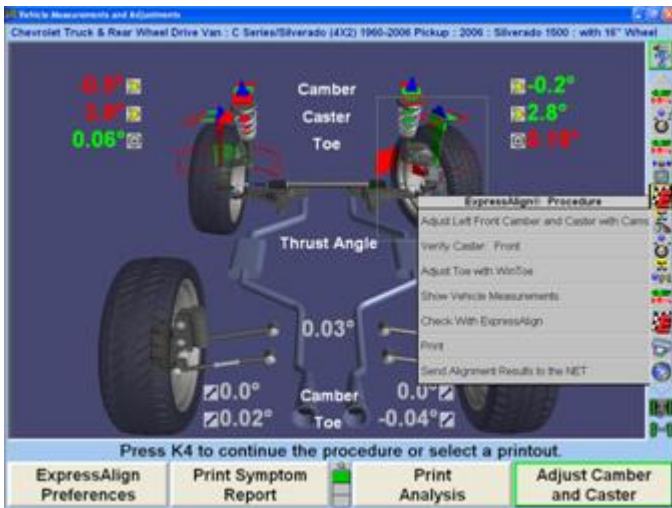 Vehicle Measurements and Adjustments
Chevrolet Truck & Rear Wheel Drive Van : C Series/Silverado (4X2) 1960-2006 Pickup : 2006 : Silverado 1500 : with 16" Wheel
Camber
-0.2°
Caster
2.8°
0.06°
Toe
ExpressAlign® Procedure
Adjust Left Front Camber and Caster with Cams
Verify Caster: Front
Adjust Toe with WinToe
Thrust Angle
Show Vehicle Measurements
Check With ExpressAlign
0.03°
Print
Send Alignment Results to the NET
0.0°
Camber
0.0°
0.02°
Toe
-0.04°
Press K4 to continue the procedure or select a printout.
ExpressAlign Preferences
Print Symptom Report
Print Analysis
Adjust Camber and Caster